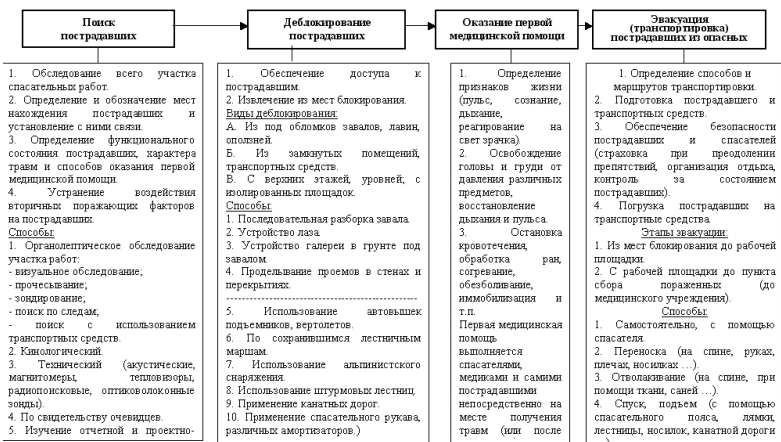 Поиск
пострадавших
Деблокирование
пострадавших
Оказание первой
медицинской помощи
Эвакуация
(транспортировка)
пострадавших из опасных
1. Обследование всего участка
спасательных работ.
2. Определение и обозначение мест
нахождения пострадавших и
установление с ними связи.
3. Определение функционального
состояния пострадавших, характера
травм и способов оказания первой
медицинской помощи.
4. Устранение воздействия
вторичных поражающих факторов
на пострадавших.
Способы:
1. Органолептическое обследование
участка работ:
- визуальное обследование;
- прочесывание;
- зондирование;
- поиск по следам;
- поиск с использованием
транспортных средств.
2. Кинологический.
3. Технический (акустические,
магнитомеры, тепловизоры,
радиопоисковые, оптиковолоконные
зонды).
4. По свидетельству очевидцев.
5. Изучение отчетной и проектно-
1. Обеспечение доступа к
пострадавшим.
2. Извлечение из мест блокирования.
Виды деблокирования:
А. Из под обломков завалов, лавин,
оползней.
Б. Из замкнутых помещений,
транспортных средств.
В. С верхних этажей, уровней; с
изолированных площадок.
Способы:
1. Последовательная разборка завала.
2. Устройство лаза.
3. Устройство галереи в грунте под
завалом.
4. Проделывание проемов в стенах и
перекрытиях.
------------------------------------------------
5. Использование автовышек
подъемников, вертолетов.
6. По сохранившимся лестничным
маршам.
7. Использование альпинистского
снаряжения.
8. Использование штурмовых лестниц.
9. Применение канатных дорог.
10. Применение спасательного рукава,
различных амортизаторов.)
1. Определение
признаков жизни
(пульс, сознание,
дыхание,
реагирование на
свет зрачка).
2. Освобождение
головы и груди от
давления различных
предметов,
восстановление
дыхания и пульса.
3. Остановка
кровотечения,
обработка ран,
согревание,
обезболивание,
иммобилизация и
т.п.
Первая медицинская
помощь
выполняется
спасателями,
медиками и самими
пострадавшими
непосредственно на
месте получения
травм (или после
1. Определение способов и
маршрутов транспортировки.
2. Подготовка пострадавшего и
транспортных средств.
3. Обеспечение безопасности
пострадавших и спасателей
(страховка при преодолении
препятствий, организация отдыха,
контроль за состоянием
пострадавших).
4. Погрузка пострадавших на
транспортные средства.
Этапы эвакуации:
1. Из мест блокирования до рабочей
площадки.
2. С рабочей площадки до пункта
сбора пораженных (до
медицинского учреждения).
Способы:
1. Самостоятельно, с помощью
спасателя.
2. Переноска (на спине, руках,
плечах, носилках ...).
3. Отволакивание (на спине, при
помощи ткани, саней ...).
4. Спуск, подъем (с помощью
спасательного пояса, лямки,
лестницы, носилок, канатной дороги